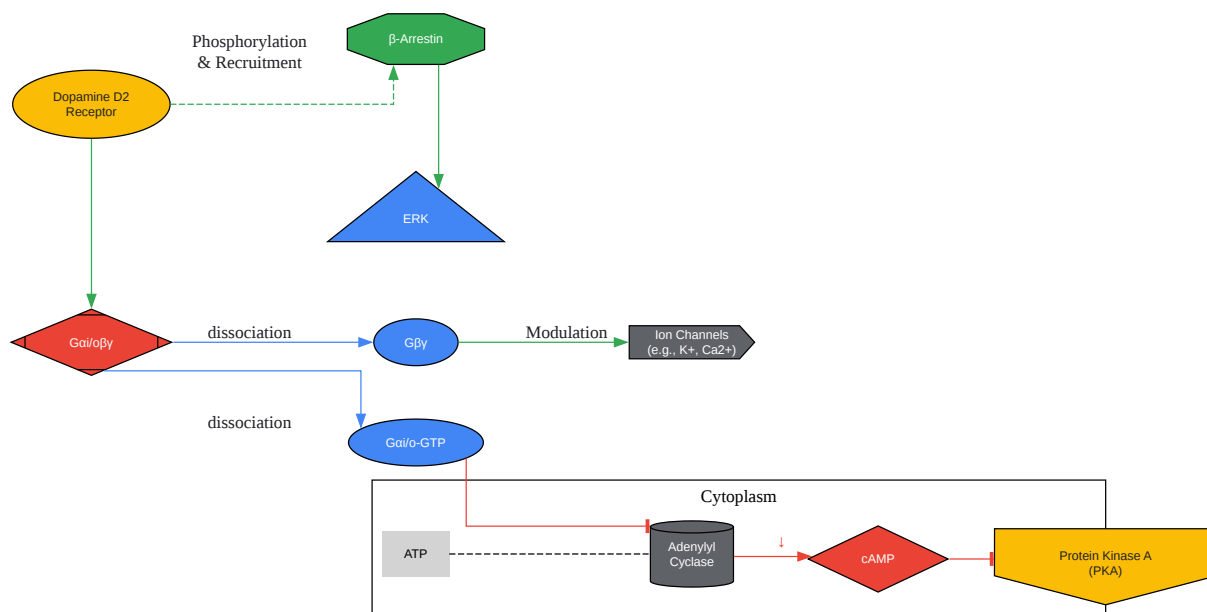 Phosphorylation
& Recruitment
β-Arrestin
Dopamine D2
Receptor
ERK
Gαi/oβγ
dissociation
Gβγ
Modulation
Ion Channels
(e.g., K+, Ca2+)
dissociation
Gαi/o-GTP
Cytoplasm
ATP
Adenylyl
Cyclase
↓
cAMP
Protein Kinase A
(PKA)